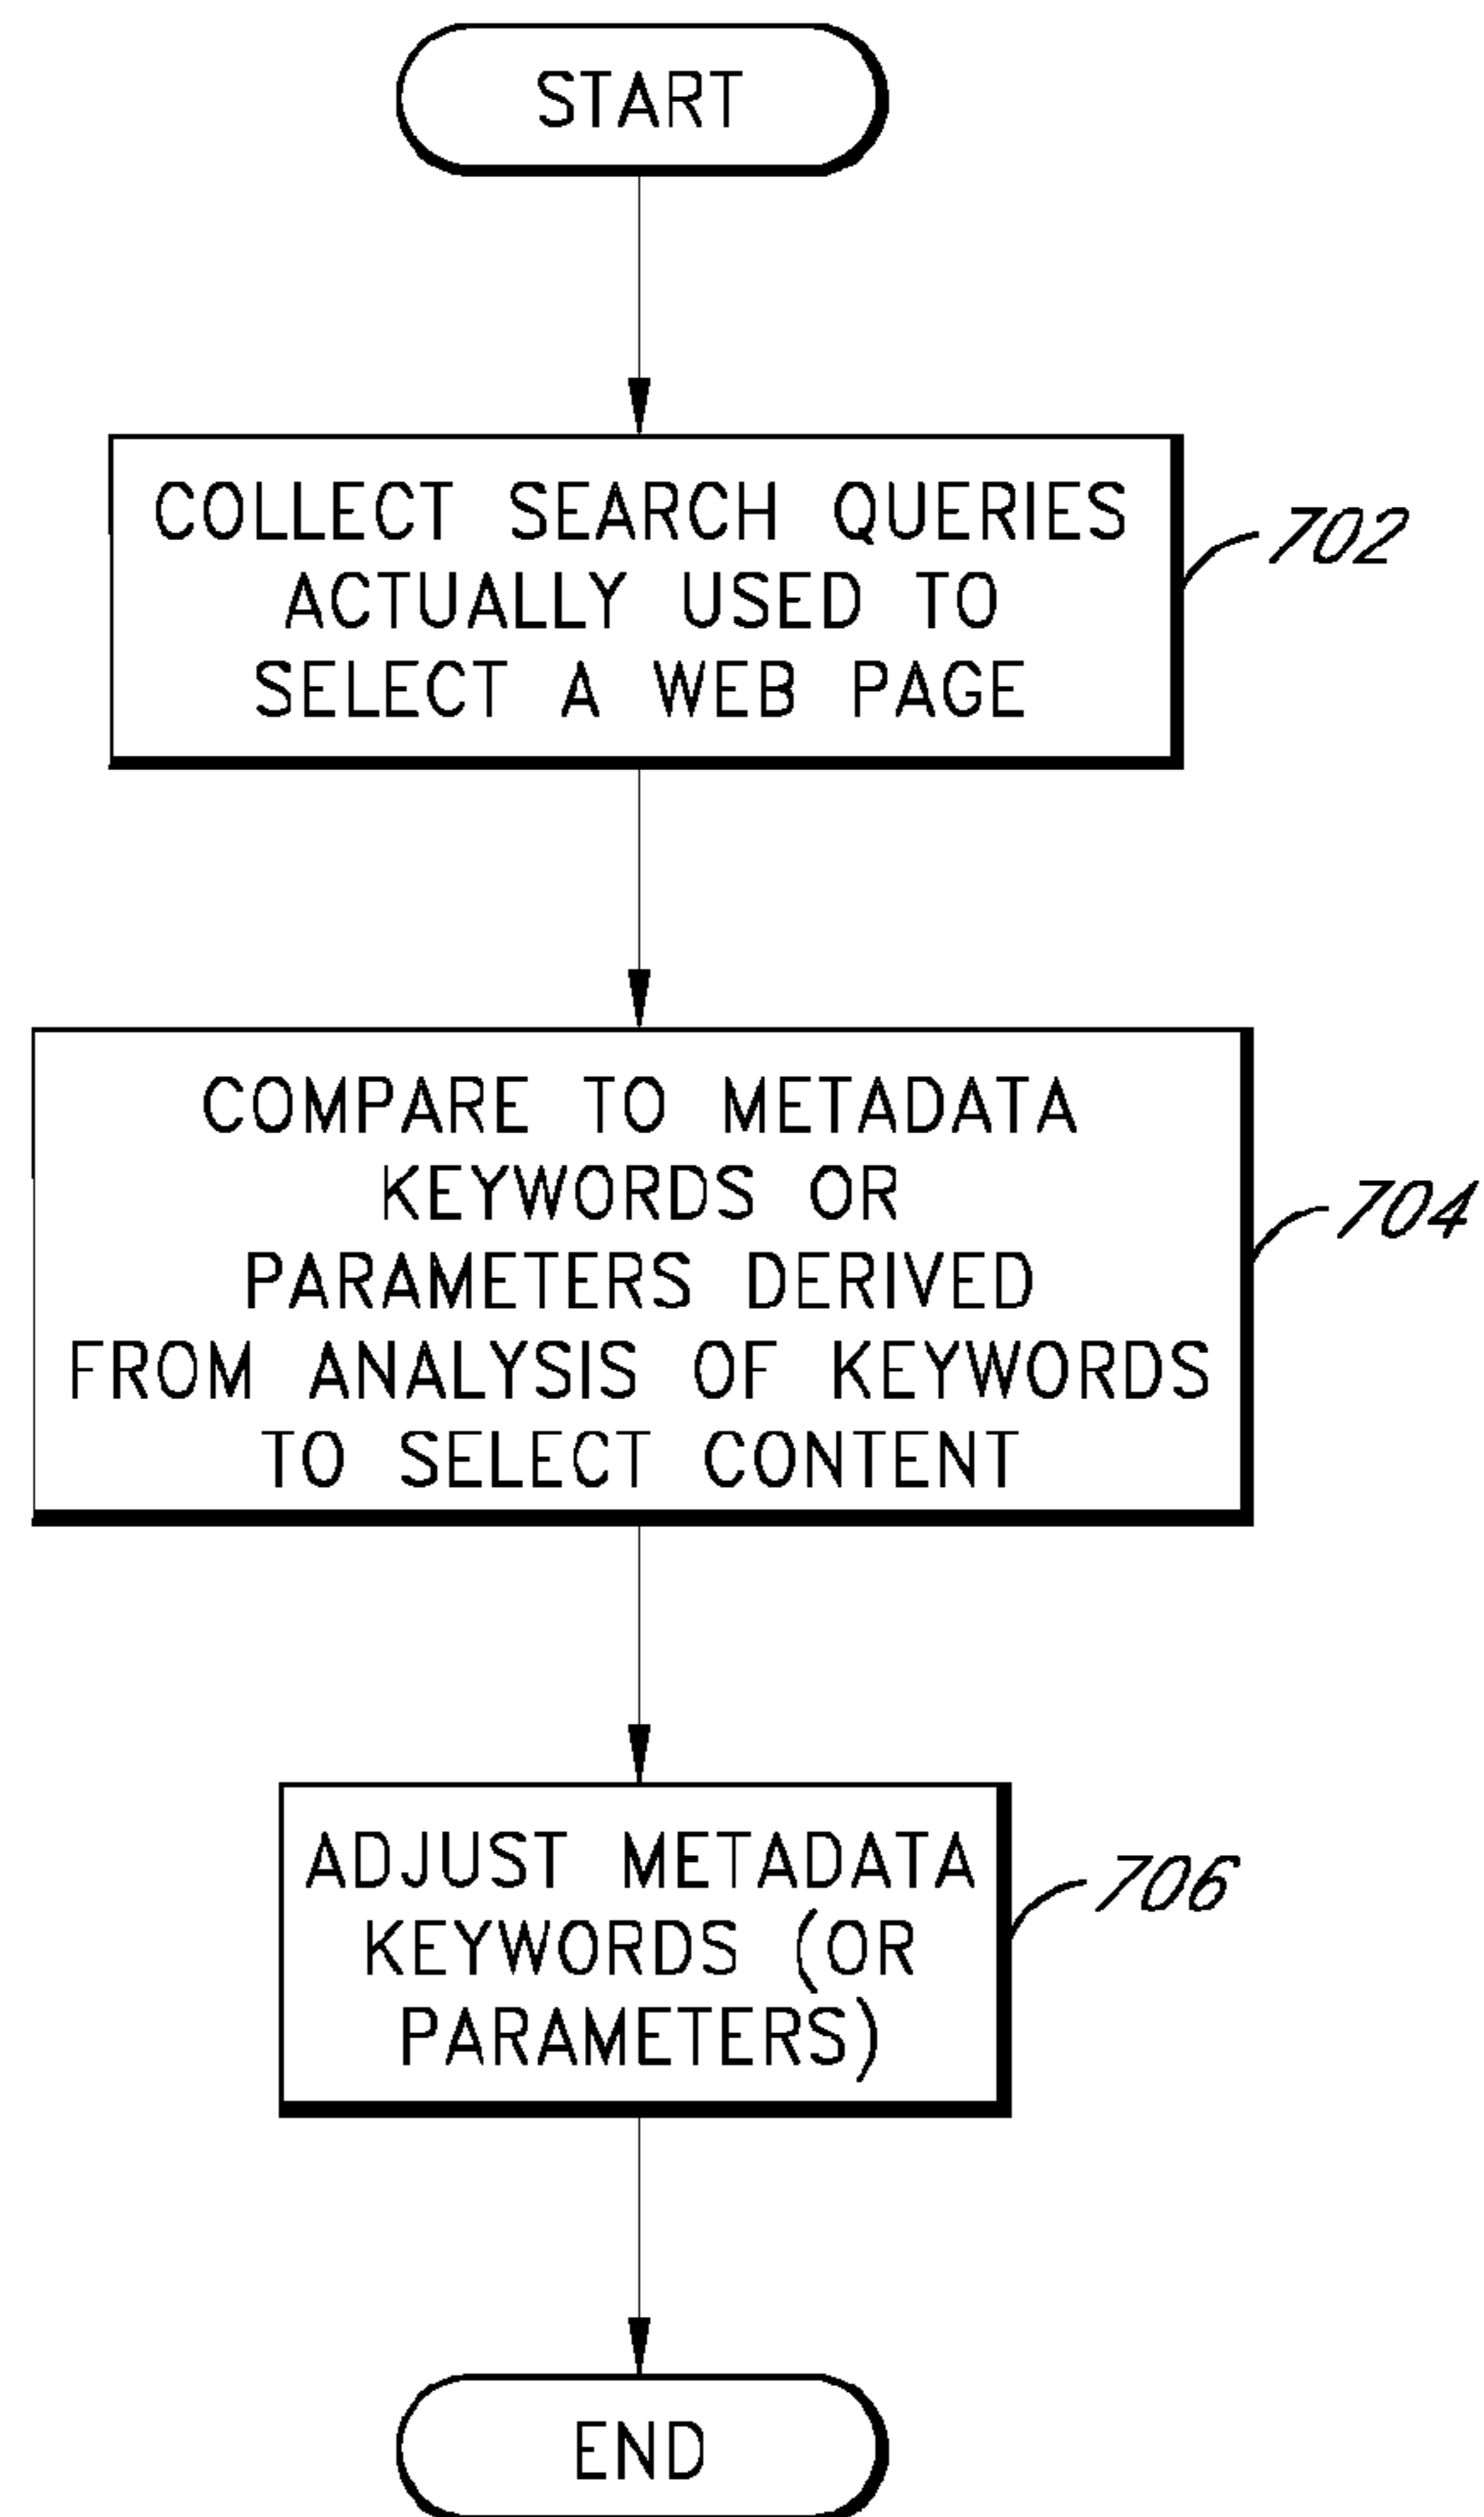 START
COLLECT SEARCH QUERIES
ACTUALLY USED TO
SELECT A WEB PAGE
702
COMPARE TO METADATA
KEYWORDS OR
PARAMETERS DERIVED
FROM ANALYSIS OF KEYWORDS
TO SELECT CONTENT
704
ADJUST METADATA
KEYWORDS (OR
PARAMETERS)
706
END